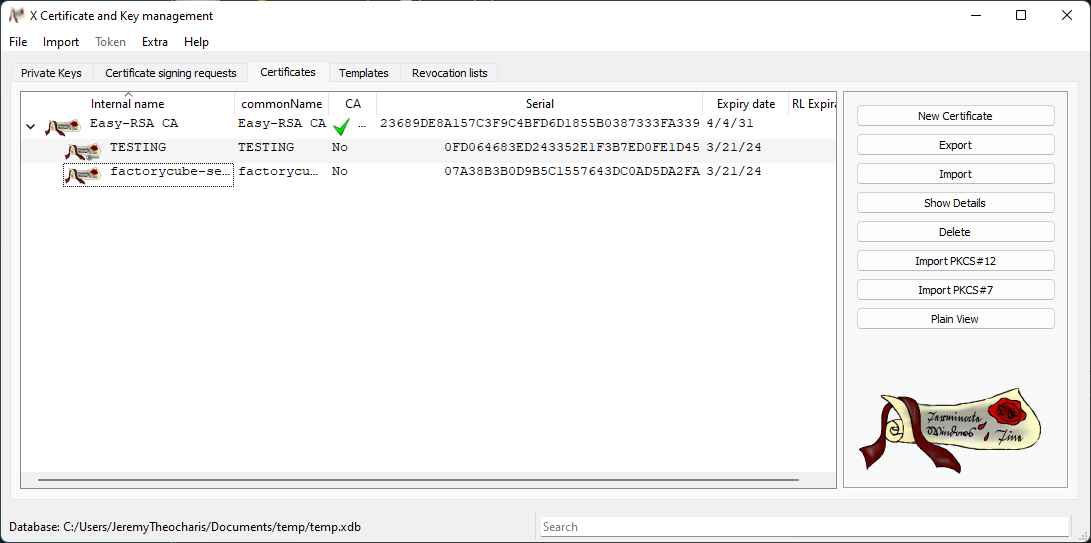 X Certificate and Key management
File Import Token Extra Help
Private Keys Certificate signing requests Certificates Templates Revocation lists
Internal name commonName CA Serial Expiry date RL Expira
Easy-RSA CA Easy-RSA CA ... 23689DE8A157C3F9C4BFD6D1855B0387333FA339 4/4/31
TESTING TESTING No 0FD064683ED243352E1F3B7ED0FE1D45 3/21/24
factorycube-se... factorycu... No 07A38B3B0D9B5C1557643DC0AD5DA2FA 3/21/24
New Certificate
Export
Import
Show Details
Delete
Import PKCS#12
Import PKCS#7
Plain View
Database: C:/Users/JeremyTheocharis/Documents/temp/temp.xdb
Search